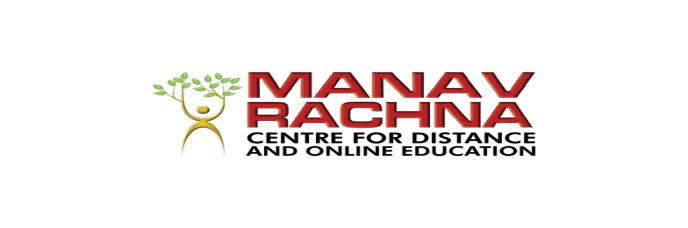 MANAV
RACHNA
CENTRE FOR DISTANCE
AND ONLINE EDUCATION